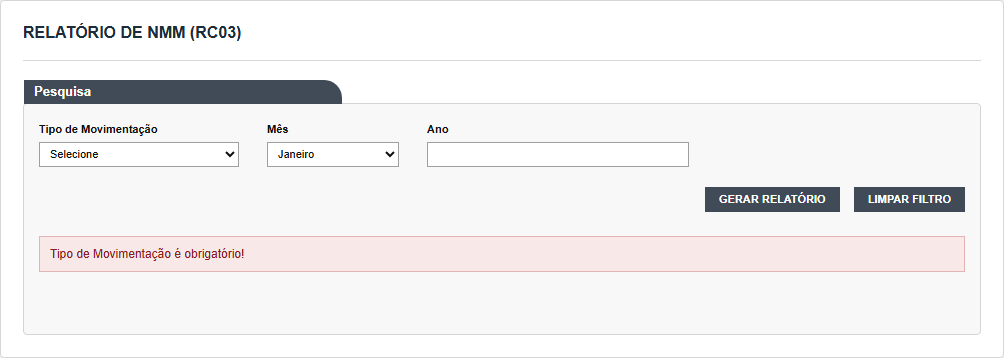 RELATÓRIO DE NMM (RC03)
Pesquisa
Tipo de Movimentação Mês Ano
Selecione Janeiro
GERAR RELATÓRIO LIMPAR FILTRO
Tipo de Movimentação é obrigatório!